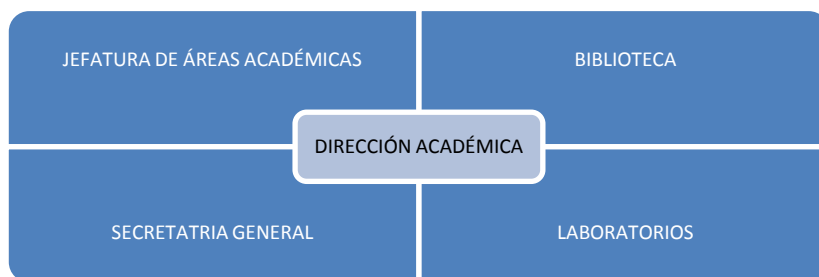 JEFATURA DE ÁREAS ACADÉMICAS
BIBLIOTECA
DIRECCIÓN ACADÉMICA
SECRETATRIA GENERAL
LABORATORIOS